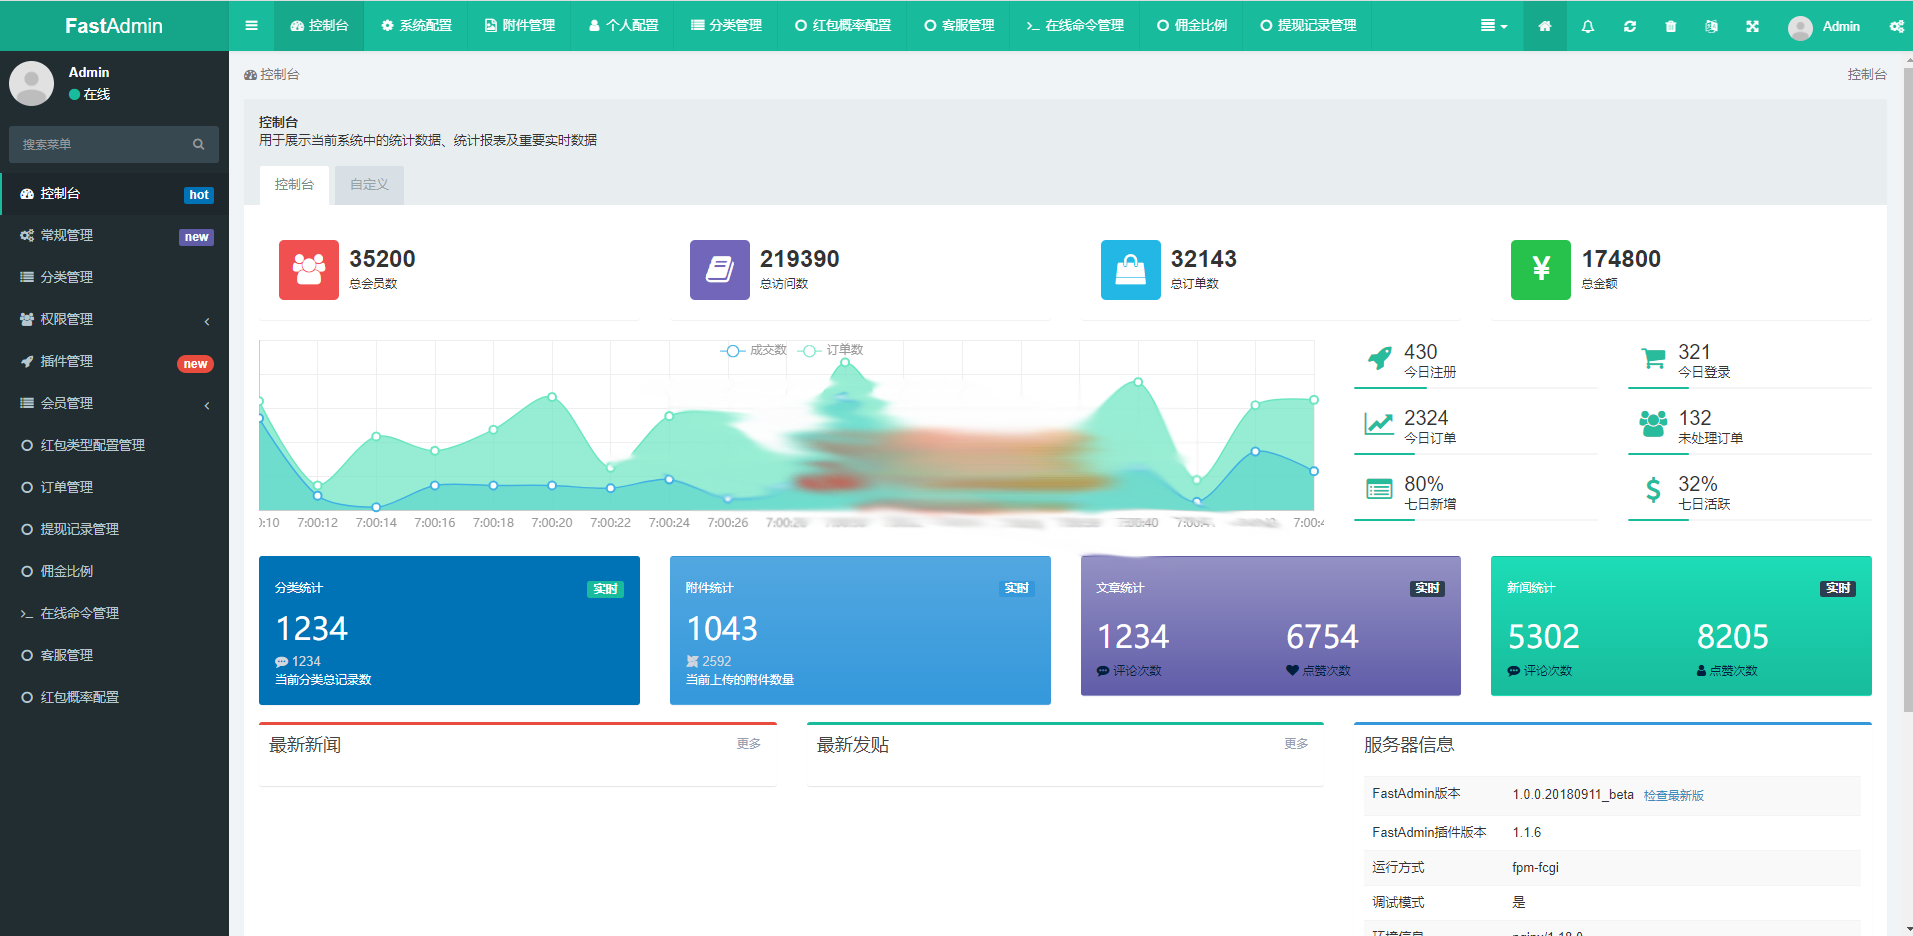 FastAdmin
控制台
系统配置
附件管理
个人配置
分类管理
红包概率配置
客服管理
在线命令管理
佣金比例
提现记录管理
Admin
Admin
在线
搜索菜单
控制台 hot
常规管理 new
分类管理
权限管理
插件管理 new
会员管理
红包类型配置管理
订单管理
提现记录管理
佣金比例
在线命令管理
客服管理
红包概率配置
控制台
控制台
控制台
用于展示当前系统中的统计数据、统计报表及重要实时数据
控制台 自定义
35200
总会员数
219390
总访问数
32143
总订单数
174800
总金额
成交数 订单数
0:10 7:00:12 7:00:14 7:00:16 7:00:18 7:00:20 7:00:22 7:00:24 7:00:26
430
今日注册
321
今日登录
2324
今日订单
132
未处理订单
80%
七日新增
32%
七日活跃
分类统计 实时
1234
1234
当前分类总记录数
附件统计 实时
1043
2592
当前上传的附件数量
文章统计 实时
1234 6754
评论次数 点赞次数
新闻统计 实时
5302 8205
评论次数 点赞次数
最新新闻 更多
最新发贴 更多
服务器信息
FastAdmin版本 1.0.0.20180911_beta 检查最新版
FastAdmin插件版本 1.1.6
运行方式 fpm-fcgi
调试模式 是
环境信息 nginx/1.18.0